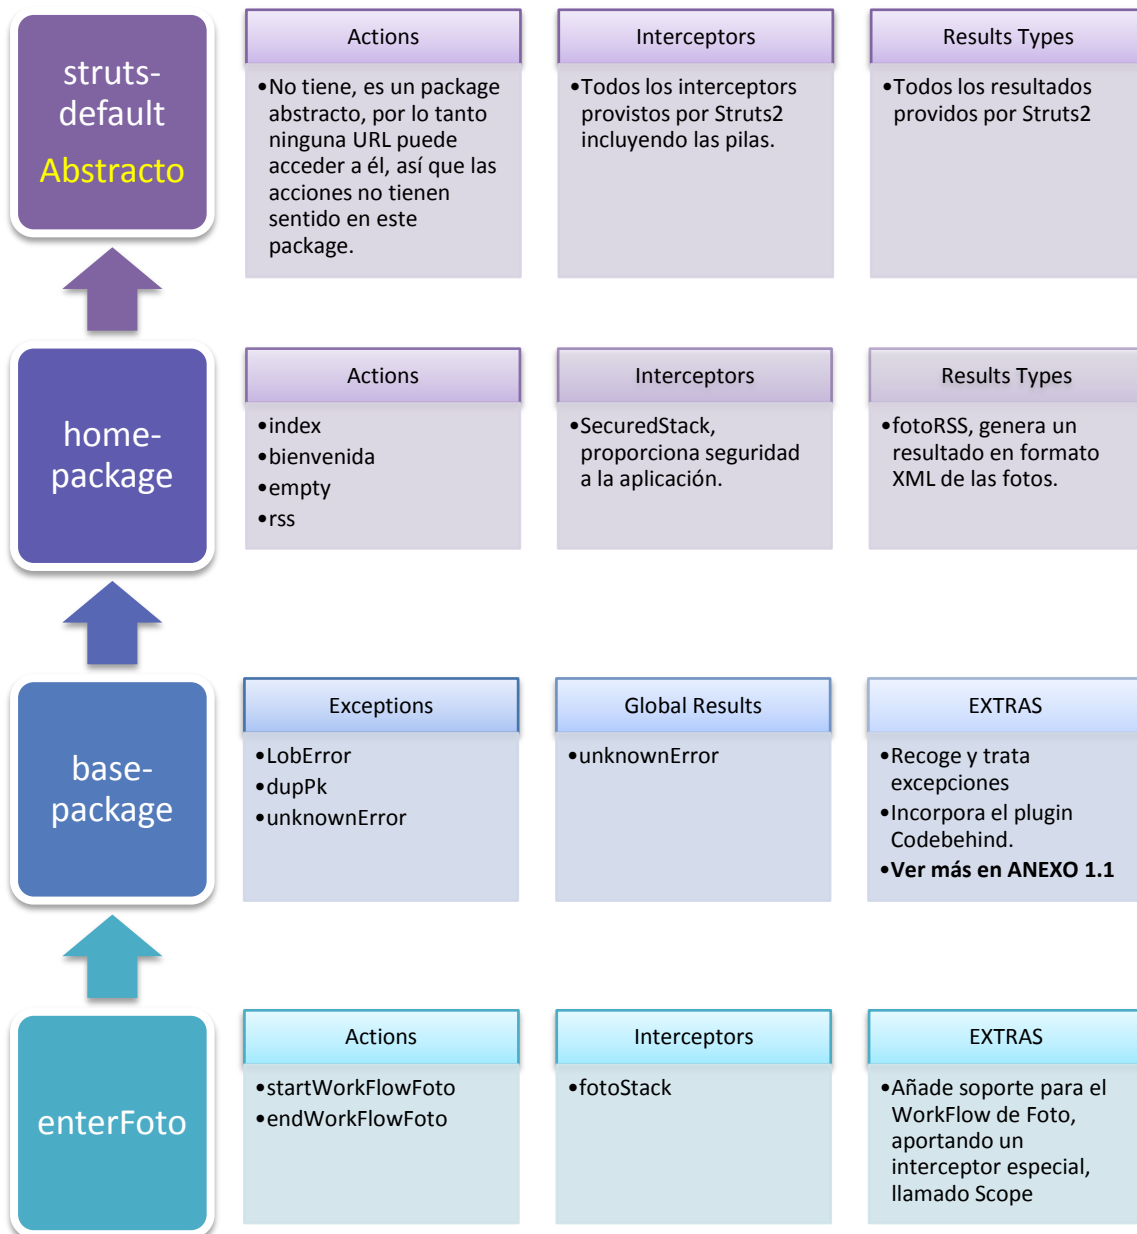 struts-
default
Abstracto
Actions
•No tiene, es un package
abstracto, por lo tanto
ninguna URL puede
acceder a él, así que las
acciones no tienen
sentido en este
package.
Interceptors
•Todos los interceptors
provistos por Struts2
incluyendo las pilas.
Results Types
•Todos los resultados
providos por Struts2
home-
package
Actions
•index
•bienvenida
•empty
•rss
Interceptors
•SecuredStack,
proporciona seguridad
a la aplicación.
Results Types
•fotoRSS, genera un
resultado en formato
XML de las fotos.
base-
package
Exceptions
•LobError
•dupPk
•unknownError
Global Results
•unknownError
EXTRAS
•Recoge y trata
excepciones
•Incorpora el plugin
Codebehind.
•Ver más en ANEXO 1.1
enterFoto
Actions
•startWorkFlowFoto
•endWorkFlowFoto
Interceptors
•fotoStack
EXTRAS
•Añade soporte para el
WorkFlow de Foto,
aportando un
interceptor especial,
llamado Scope